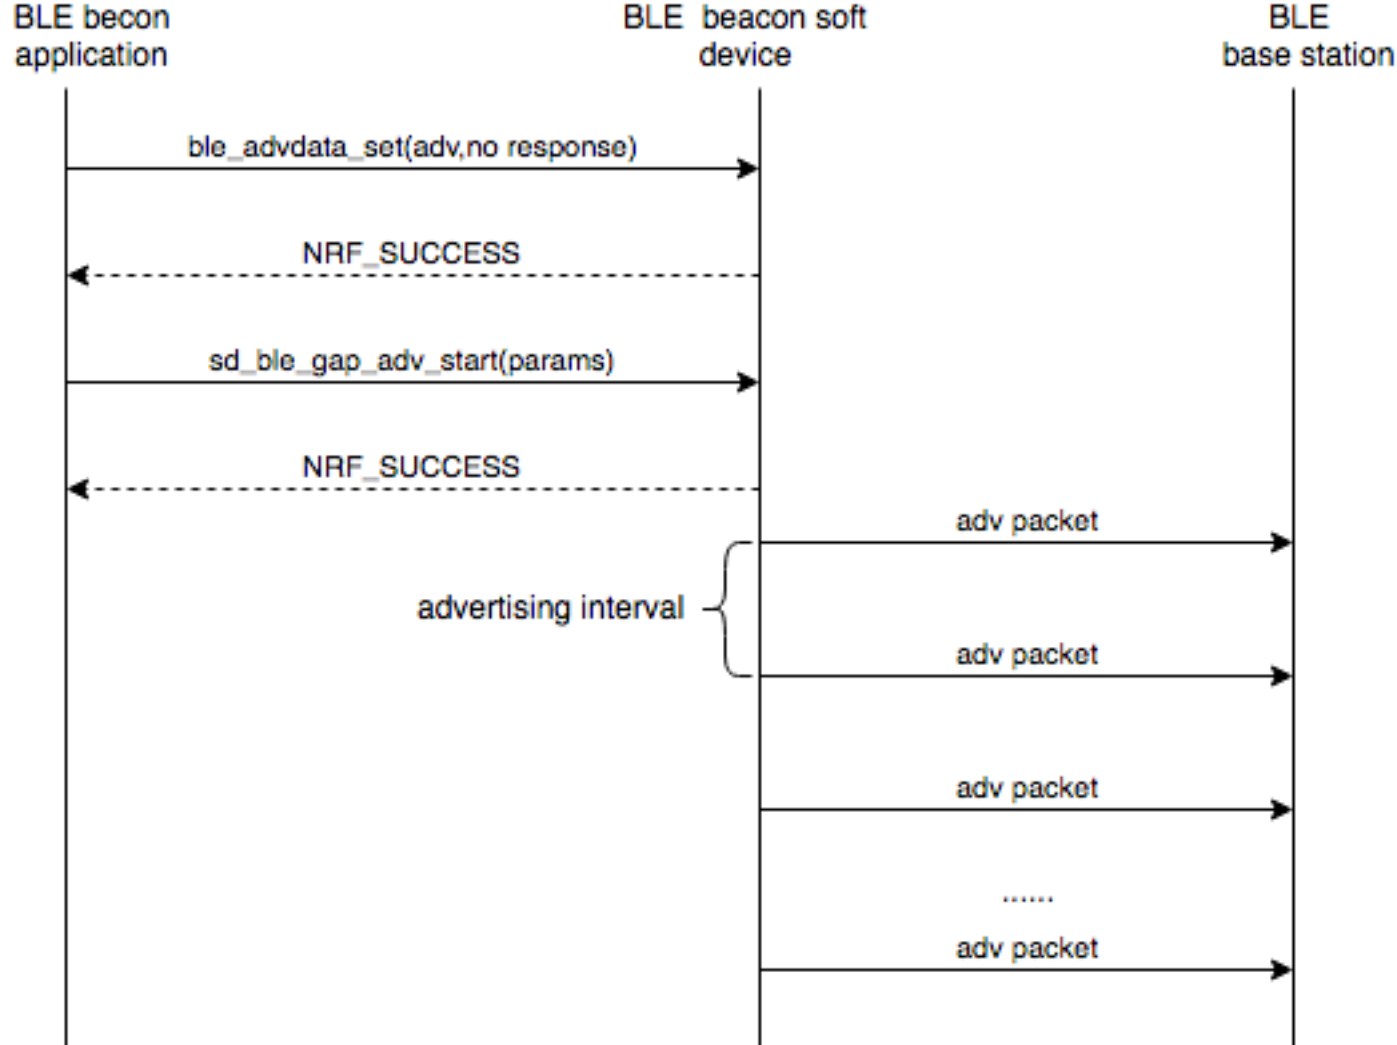 BLE becon
application
BLE beacon soft
device
BLE
base station
ble_advdata_set(adv,no response)
NRF_SUCCESS
sd_ble_gap_adv_start(params)
NRF_SUCCESS
adv packet
advertising interval
adv packet
adv packet
......
adv packet